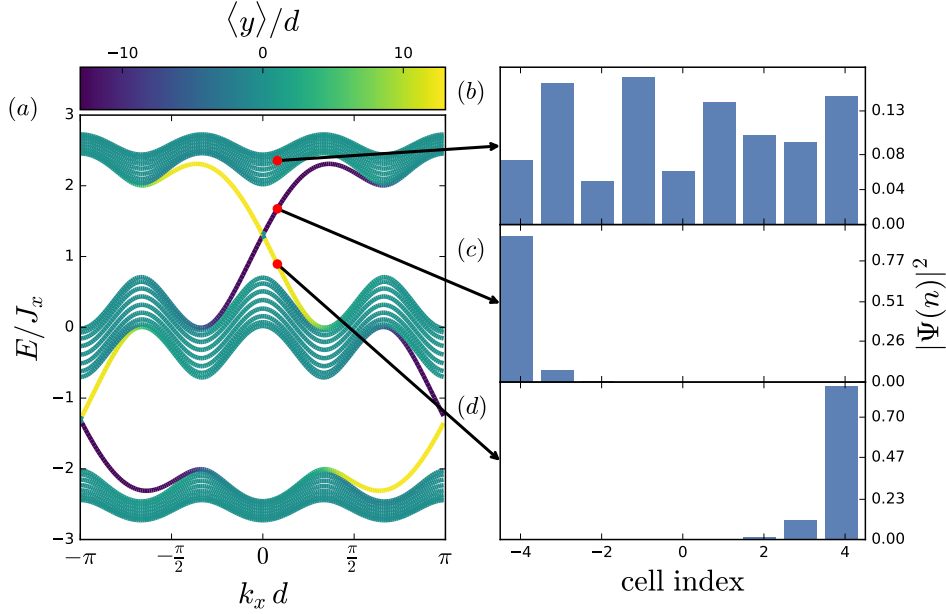 ⟨y⟩/d
−10 0 10
(a)
3
2
1
0
−1
−2
−3
E/J_x
−π −π/2 0 π/2 π
k_x d
(b)
0.13
0.08
0.04
0.00
(c)
0.77
0.51
0.26
0.00
(d)
0.70
0.47
0.23
0.00
|Ψ(n)|²
−4 −2 0 2 4
cell index